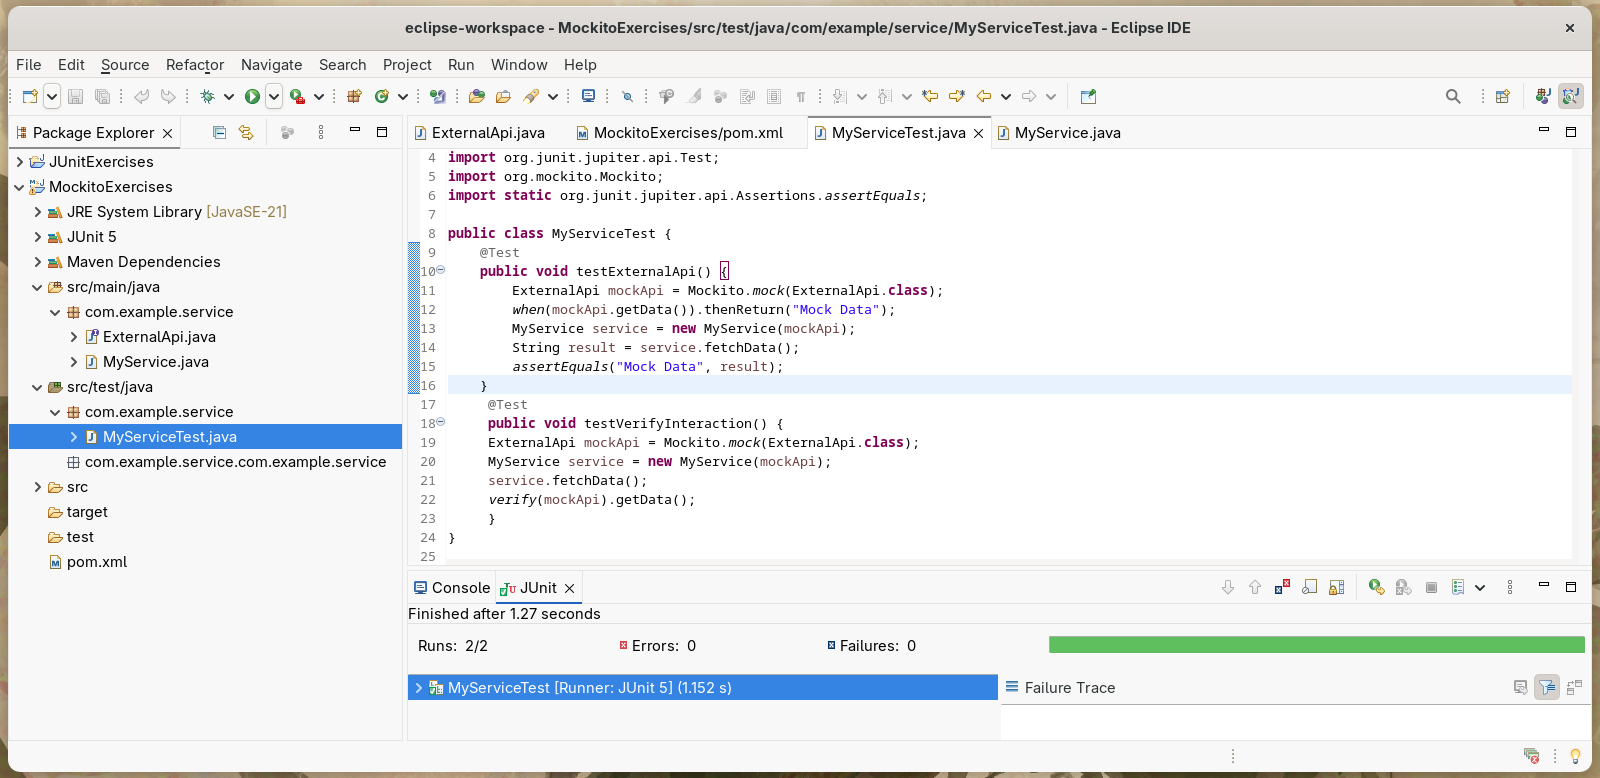 eclipse-workspace - MockitoExercises/src/test/java/com/example/service/MyServiceTest.java - Eclipse IDE
File Edit Source Refactor Navigate Search Project Run Window Help
Package Explorer
JUnitExercises
MockitoExercises
JRE System Library [JavaSE-21]
JUnit 5
Maven Dependencies
src/main/java
com.example.service
ExternalApi.java
MyService.java
src/test/java
com.example.service
MyServiceTest.java
com.example.service.com.example.service
src
target
test
pom.xml
ExternalApi.java MockitoExercises/pom.xml MyServiceTest.java MyService.java
4 import org.junit.jupiter.api.Test;
5 import org.mockito.Mockito;
6 import static org.junit.jupiter.api.Assertions.assertEquals;
7
8 public class MyServiceTest {
9 @Test
10 public void testExternalApi() {
11 ExternalApi mockApi = Mockito.mock(ExternalApi.class);
12 when(mockApi.getData()).thenReturn("Mock Data");
13 MyService service = new MyService(mockApi);
14 String result = service.fetchData();
15 assertEquals("Mock Data", result);
16 }
17 @Test
18 public void testVerifyInteraction() {
19 ExternalApi mockApi = Mockito.mock(ExternalApi.class);
20 MyService service = new MyService(mockApi);
21 service.fetchData();
22 verify(mockApi).getData();
23 }
24 }
25
Console JUnit
Finished after 1.27 seconds
Runs: 2/2 Errors: 0 Failures: 0
MyServiceTest [Runner: JUnit 5] (1.152 s)
Failure Trace